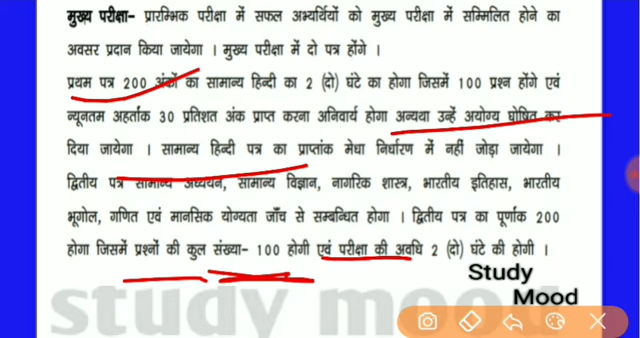 मुख्य परीक्षा- प्रारम्भिक परीक्षा में सफल अभ्यर्थियों को मुख्य परीक्षा में सम्मिलित होने का
अवसर प्रदान किया जायेगा । मुख्य परीक्षा में दो पत्र होंगे ।
प्रथम पत्र 200 अंकों का सामान्य हिन्दी का 2 (दो) घंटे का होगा जिसमें 100 प्रश्न होंगे एवं
न्यूनतम अहर्तांक 30 प्रतिशत अंक प्राप्त करना अनिवार्य होगा अन्यथा उन्हें अयोग्य घोषित कर
दिया जायेगा । सामान्य हिन्दी पत्र का प्राप्तांक मेधा निर्धारण में नहीं जोड़ा जायेगा ।
द्वितीय पत्र सामान्य अध्ययन, सामान्य विज्ञान, नागरिक शास्त्र, भारतीय इतिहास, भारतीय
भूगोल, गणित एवं मानसिक योग्यता जाँच से सम्बन्धित होगा । द्वितीय पत्र का पूर्णांक 200
होगा जिसमें प्रश्नों की कुल संख्या- 100 होगी एवं परीक्षा की अवधि 2 (दो) घंटे की होगी ।
Study
Mood
study mood